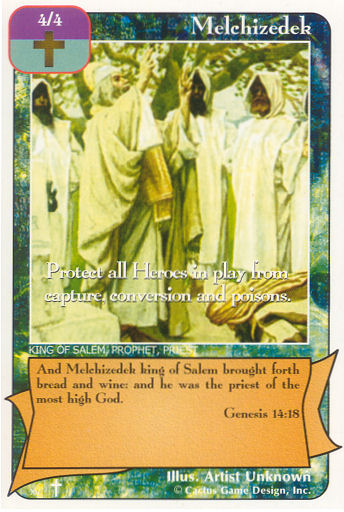 4/4
Melchizedek
Protect all Heroes in play from
capture, conversion and poisons.
KING OF SALEM, PROPHET, PRIEST
And Melchizedek king of Salem brought forth
bread and wine: and he was the priest of the
most high God.
Genesis 14:18
Illus. Artist Unknown
© Cactus Game Design, Inc.